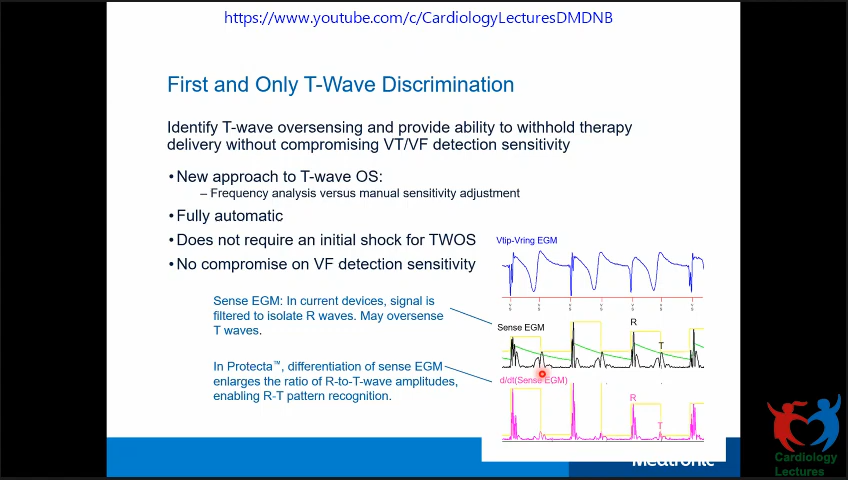 https://www.youtube.com/c/CardiologyLecturesDMDNB
First and Only T-Wave Discrimination
Identify T-wave oversensing and provide ability to withhold therapy
delivery without compromising VT/VF detection sensitivity
•New approach to T-wave OS:
– Frequency analysis versus manual sensitivity adjustment
•Fully automatic
•Does not require an initial shock for TWOS
•No compromise on VF detection sensitivity
Vtip-Vring EGM
Sense EGM: In current devices, signal is
filtered to isolate R waves. May oversense
T waves.
Sense EGM
R
T
In Protecta™, differentiation of sense EGM
enlarges the ratio of R-to-T-wave amplitudes,
enabling R-T pattern recognition.
d/dt(Sense EGM)
R
T
Medtronic
Cardiology
Lectures